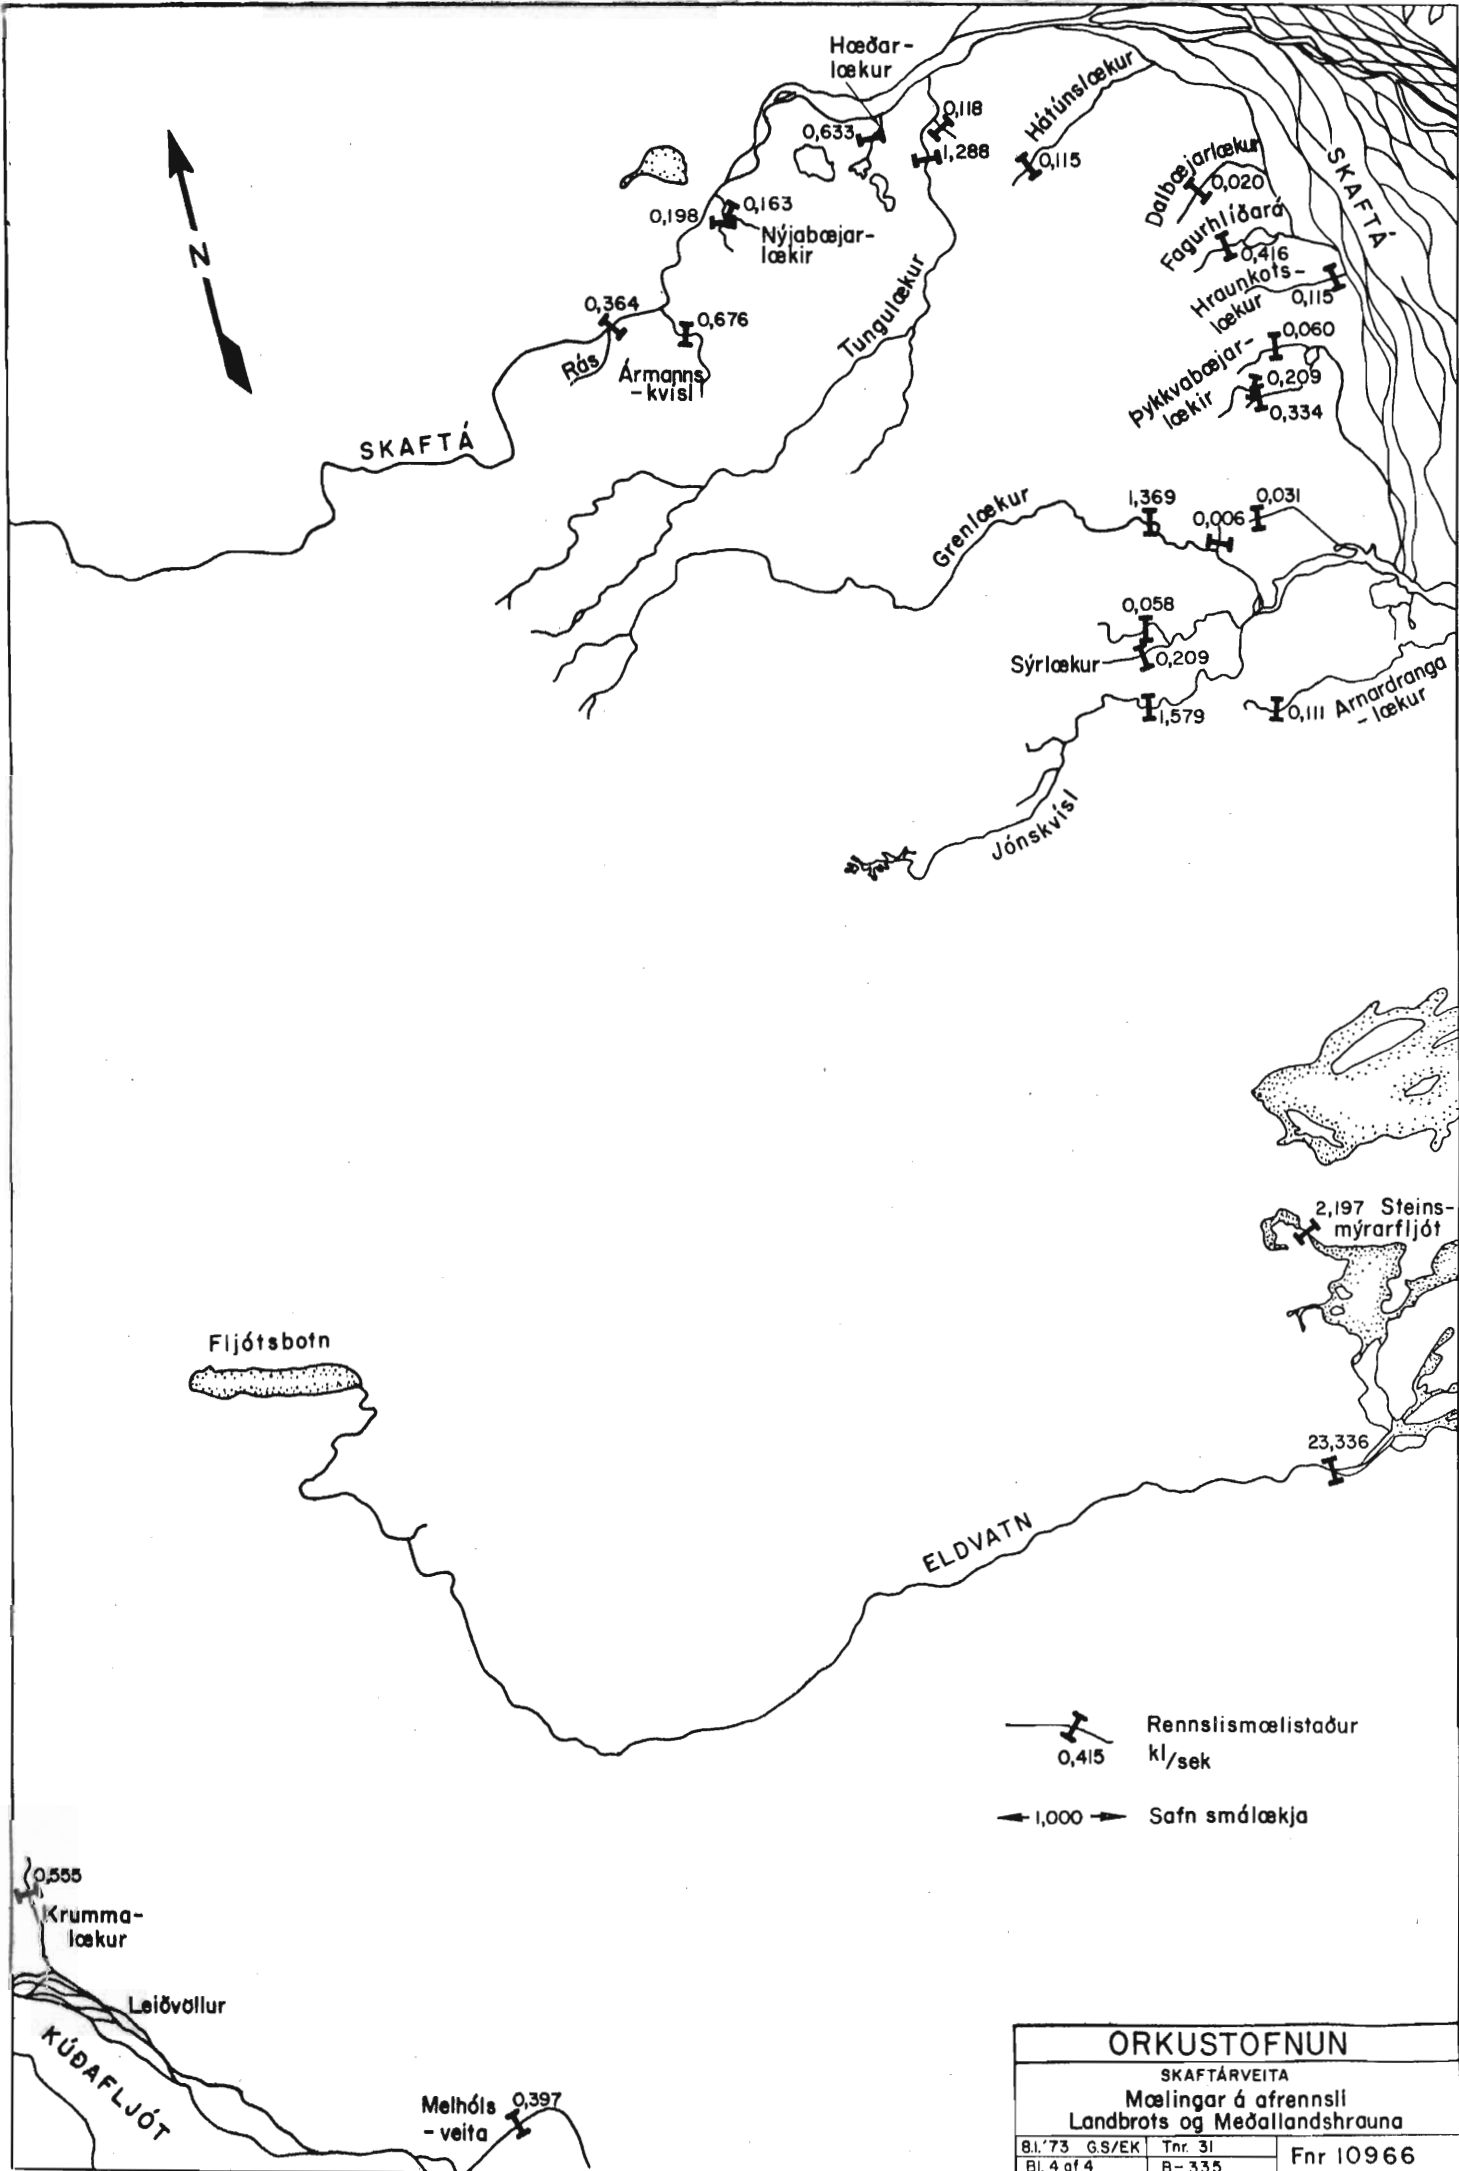 Hæðar-
lækur
0,118
0,633
1,288
Hátúnslækur
0,115
Dalbæjarlækur
0,020
SKAFTÁ
0,163
0,198
Nýjabæjar-
lækir
Fagurhlíðará
0,416
Hraunkots-
lækur
0,115
Tungulækur
0,364
0,676
Rás
Ármanns
-kvísl
0,060
Þykkvabæjar-
lækir
0,209
0,334
SKAFTÁ
N
Grenlækur
1,369
0,006
0,031
0,058
Sýrlækur
0,209
1,579
0,111
Arnardranga
-lækur
Jónskvísl
2,197 Steins-
mýrarfljót
Fljótsbotn
23,336
ELDVATN
Rennslismælistaður
0,415
kl/sek
1,000
Safn smálækja
0,555
Krumma-
lækur
Leiðvöllur
KÚÐAFLJÓT
Melhóls
-veita
0,397
ORKUSTOFNUN
SKAFTÁRVEITA
Mælingar á afrennsli
Landbrots og Meðallandshrauna
8.1.'73 G.S/EK
Tnr. 31
Fnr 10966
Bl. 4 af 4
B-335